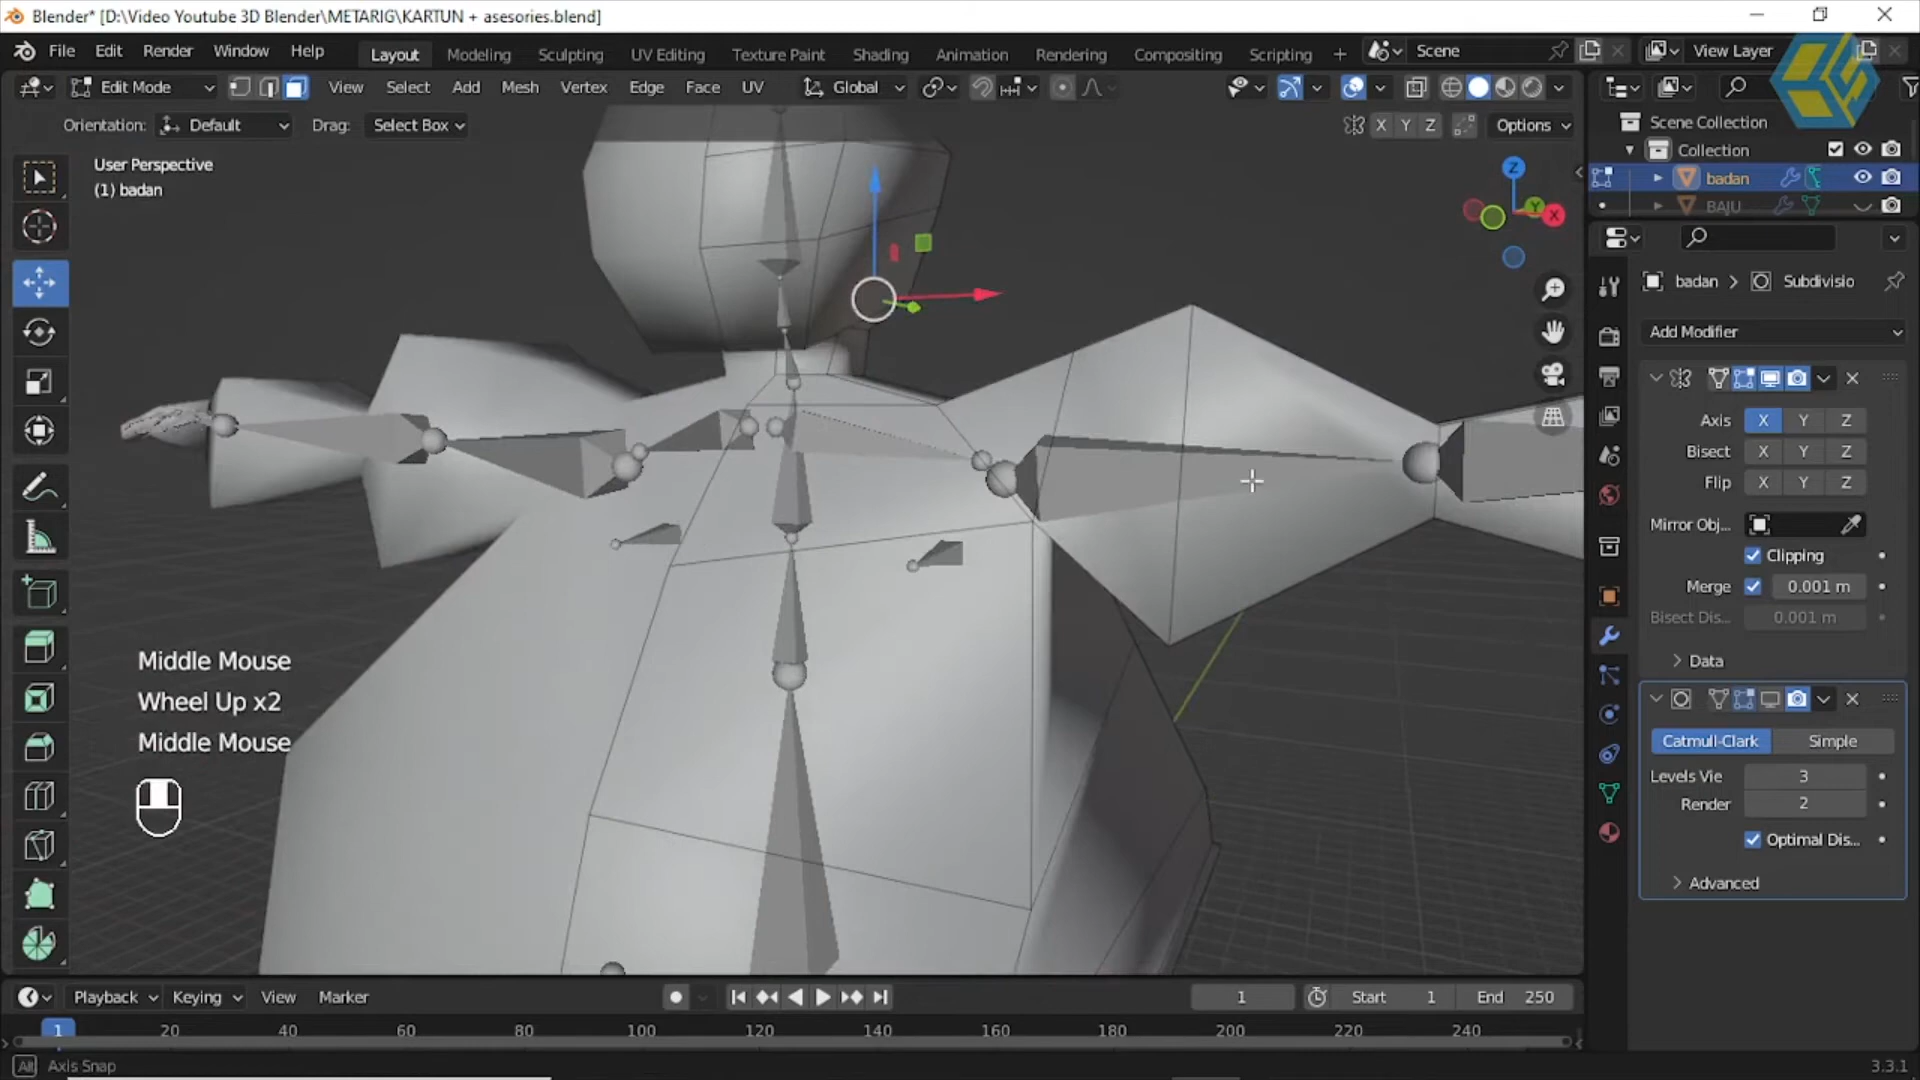 Blender* [D:\Video Youtube 3D Blender\METARIG\KARTUN + asesories.blend]
File Edit Render Window Help Layout Modeling Sculpting UV Editing Texture Paint Shading Animation Rendering Compositing Scripting + Scene View Layer
Edit Mode View Select Add Mesh Vertex Edge Face UV Global
Orientation: Default Drag: Select Box X Y Z Options
Scene Collection
Collection
badan
BAJU
User Perspective
(1) badan
Z
Y
X
badan > Subdivisio
Add Modifier
Axis X Y Z
Bisect X Y Z
Flip X Y Z
Mirror Obj...
Clipping
Merge 0.001 m
Bisect Dis... 0.001 m
Data
Catmull-Clark Simple
Levels Vie 3
Render 2
Optimal Dis...
Advanced
Middle Mouse
Wheel Up x2
Middle Mouse
Playback Keying View Marker 1 Start 1 End 250
1 20 40 60 80 100 120 140 160 180 200 220 240
Alt Axis Snap 3.3.1